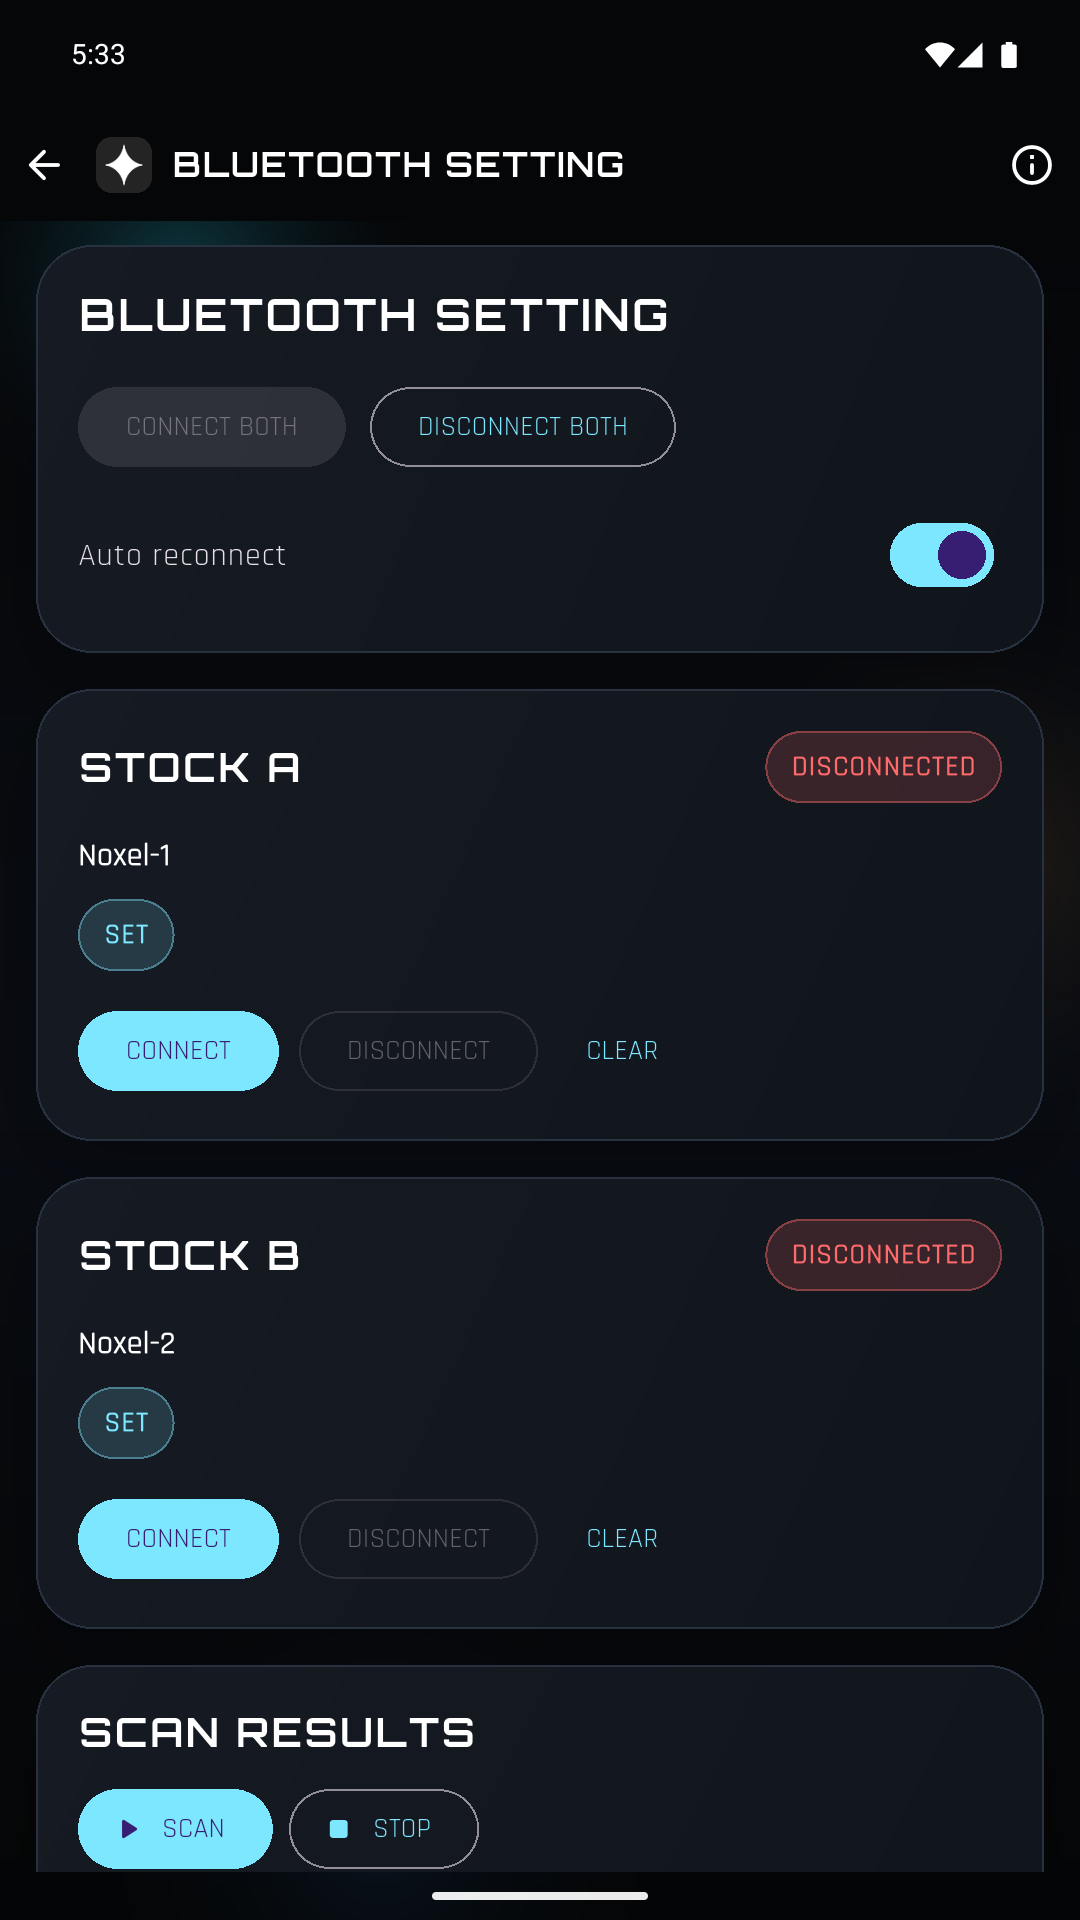 5:33
BLUETOOTH SETTING
BLUETOOTH SETTING
CONNECT BOTH
DISCONNECT BOTH
Auto reconnect
STOCK A
DISCONNECTED
Noxel-1
SET
CONNECT
DISCONNECT
CLEAR
STOCK B
DISCONNECTED
Noxel-2
SET
CONNECT
DISCONNECT
CLEAR
SCAN RESULTS
SCAN
STOP